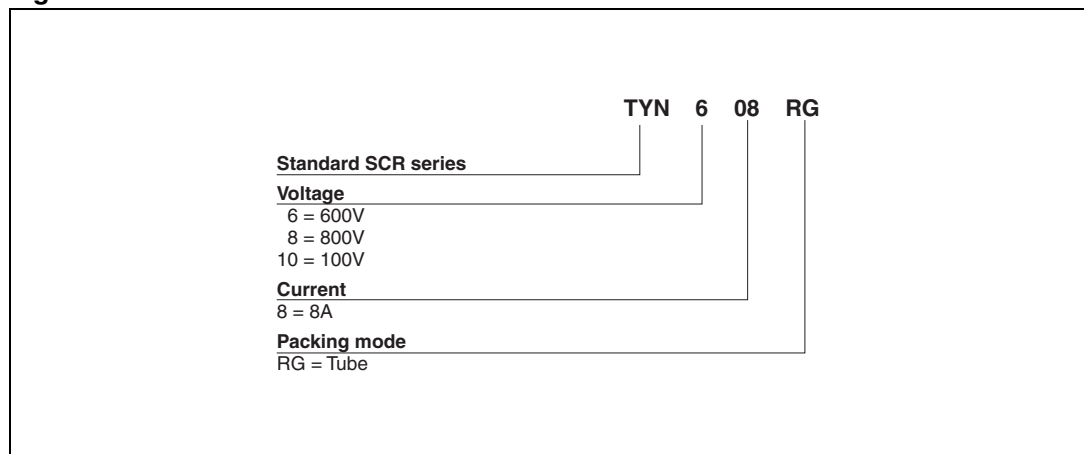 TYN 6 08 RG
Standard SCR series
Voltage
6 = 600V
8 = 800V
10 = 100V
Current
8 = 8A
Packing mode
RG = Tube